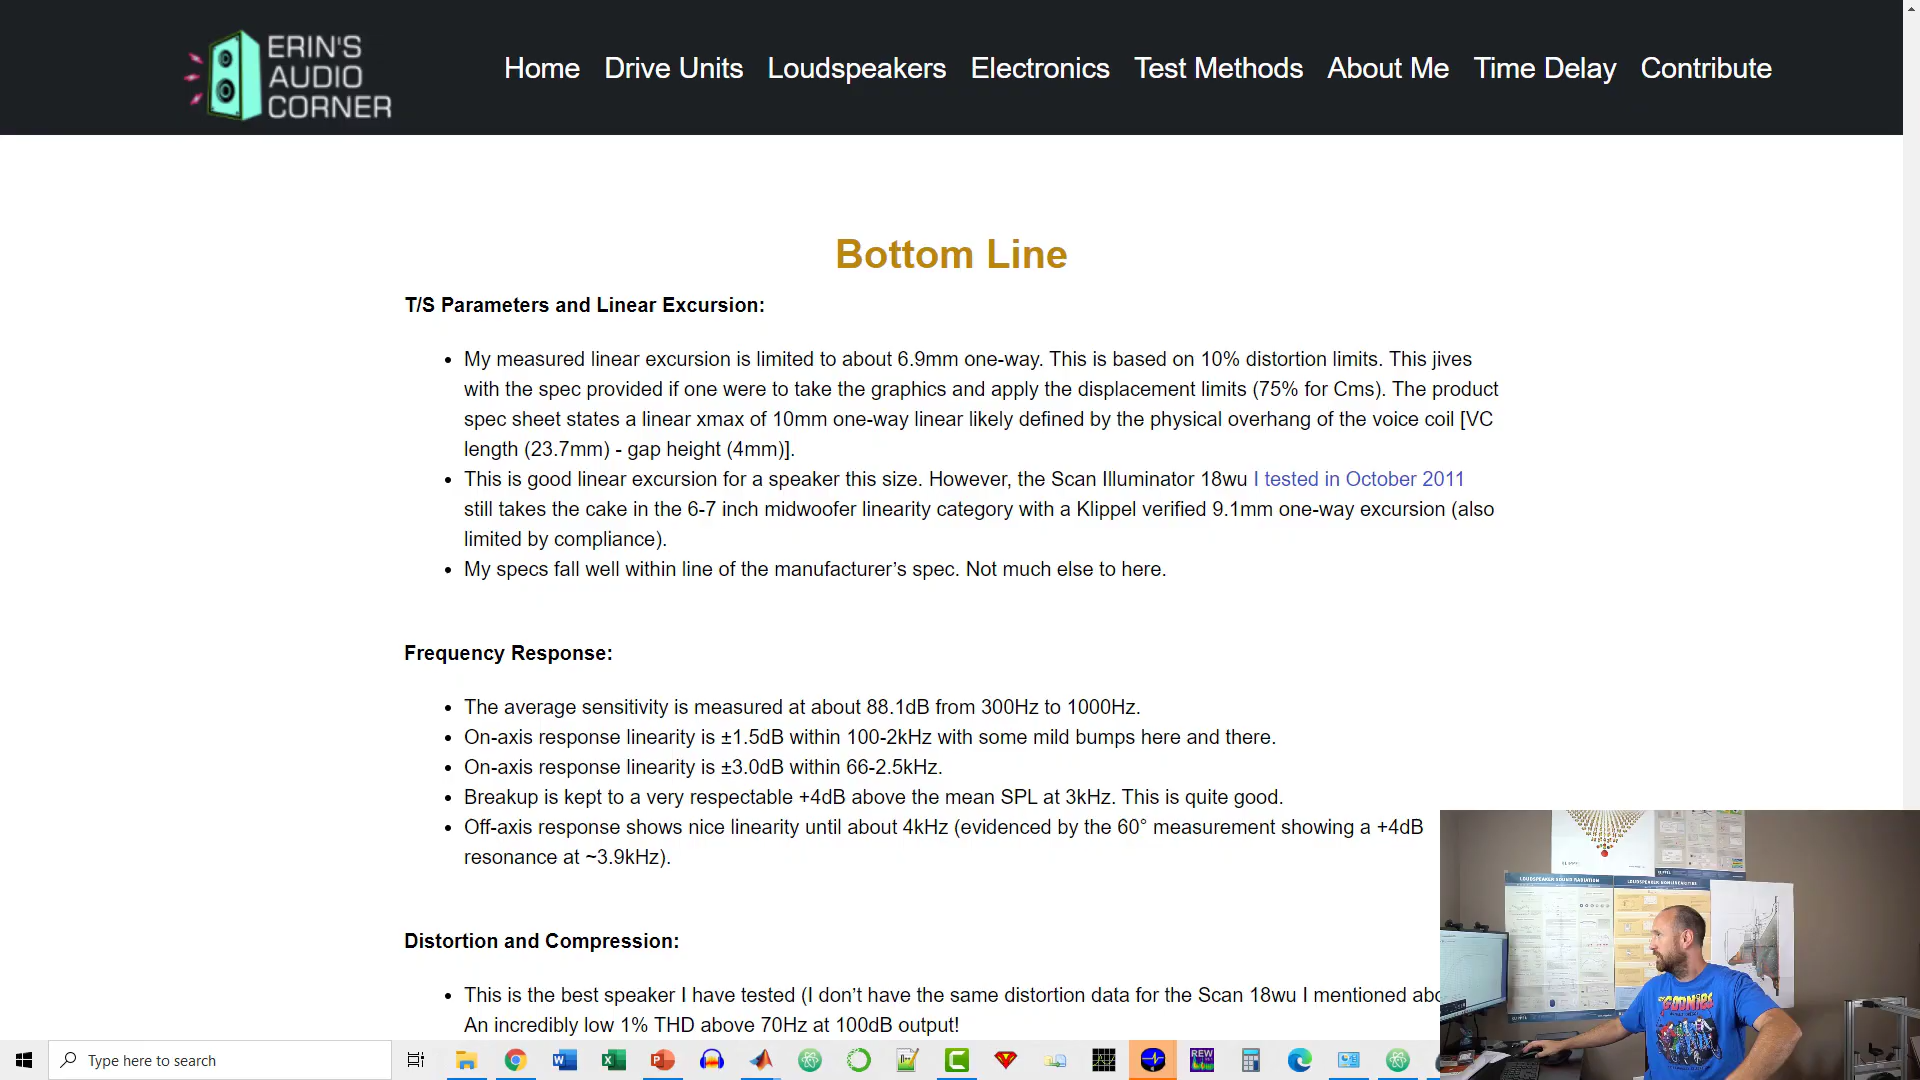 ERIN'S
AUDIO
CORNER
Home Drive Units Loudspeakers Electronics Test Methods About Me Time Delay Contribute
Bottom Line
T/S Parameters and Linear Excursion:
• My measured linear excursion is limited to about 6.9mm one-way. This is based on 10% distortion limits. This jives
with the spec provided if one were to take the graphics and apply the displacement limits (75% for Cms). The product
spec sheet states a linear xmax of 10mm one-way linear likely defined by the physical overhang of the voice coil [VC
length (23.7mm) - gap height (4mm)].
• This is good linear excursion for a speaker this size. However, the Scan Illuminator 18wu I tested in October 2011
still takes the cake in the 6-7 inch midwoofer linearity category with a Klippel verified 9.1mm one-way excursion (also
limited by compliance).
• My specs fall well within line of the manufacturer’s spec. Not much else to here.
Frequency Response:
• The average sensitivity is measured at about 88.1dB from 300Hz to 1000Hz.
• On-axis response linearity is ±1.5dB within 100-2kHz with some mild bumps here and there.
• On-axis response linearity is ±3.0dB within 66-2.5kHz.
• Breakup is kept to a very respectable +4dB above the mean SPL at 3kHz. This is quite good.
• Off-axis response shows nice linearity until about 4kHz (evidenced by the 60° measurement showing a +4dB
resonance at ~3.9kHz).
Distortion and Compression:
• This is the best speaker I have tested (I don’t have the same distortion data for the Scan 18wu I mentioned abo
An incredibly low 1% THD above 70Hz at 100dB output!
LOUDSPEAKER SOUND RADIATION
LOUDSPEAKER NONLINEARITIES
GOONIES
Type here to search
REW